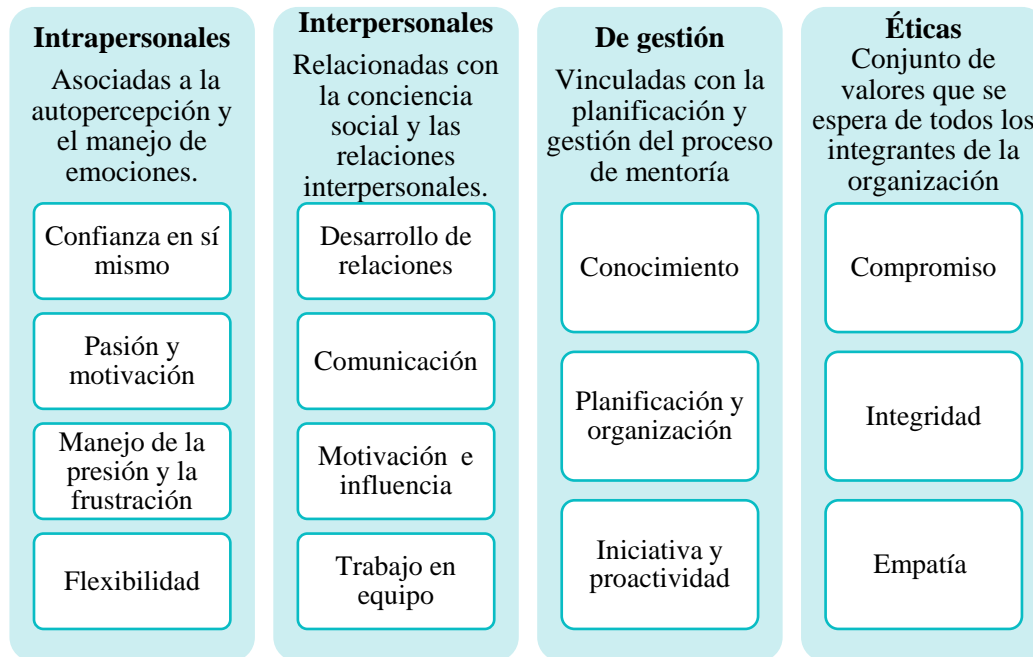 Intrapersonales
Asociadas a la
autopercepción y
el manejo de
emociones.
Confianza en sí
mismo
Pasión y
motivación
Manejo de la
presión y la
frustración
Flexibilidad
Interpersonales
Relacionadas con
la conciencia
social y las
relaciones
interpersonales.
Desarrollo de
relaciones
Comunicación
Motivación e
influencia
Trabajo en
equipo
De gestión
Vinculadas con la
planificación y
gestión del proceso
de mentoría
Conocimiento
Planificación y
organización
Iniciativa y
proactividad
Éticas
Conjunto de
valores que se
espera de todos los
integrantes de la
organización
Compromiso
Integridad
Empatía